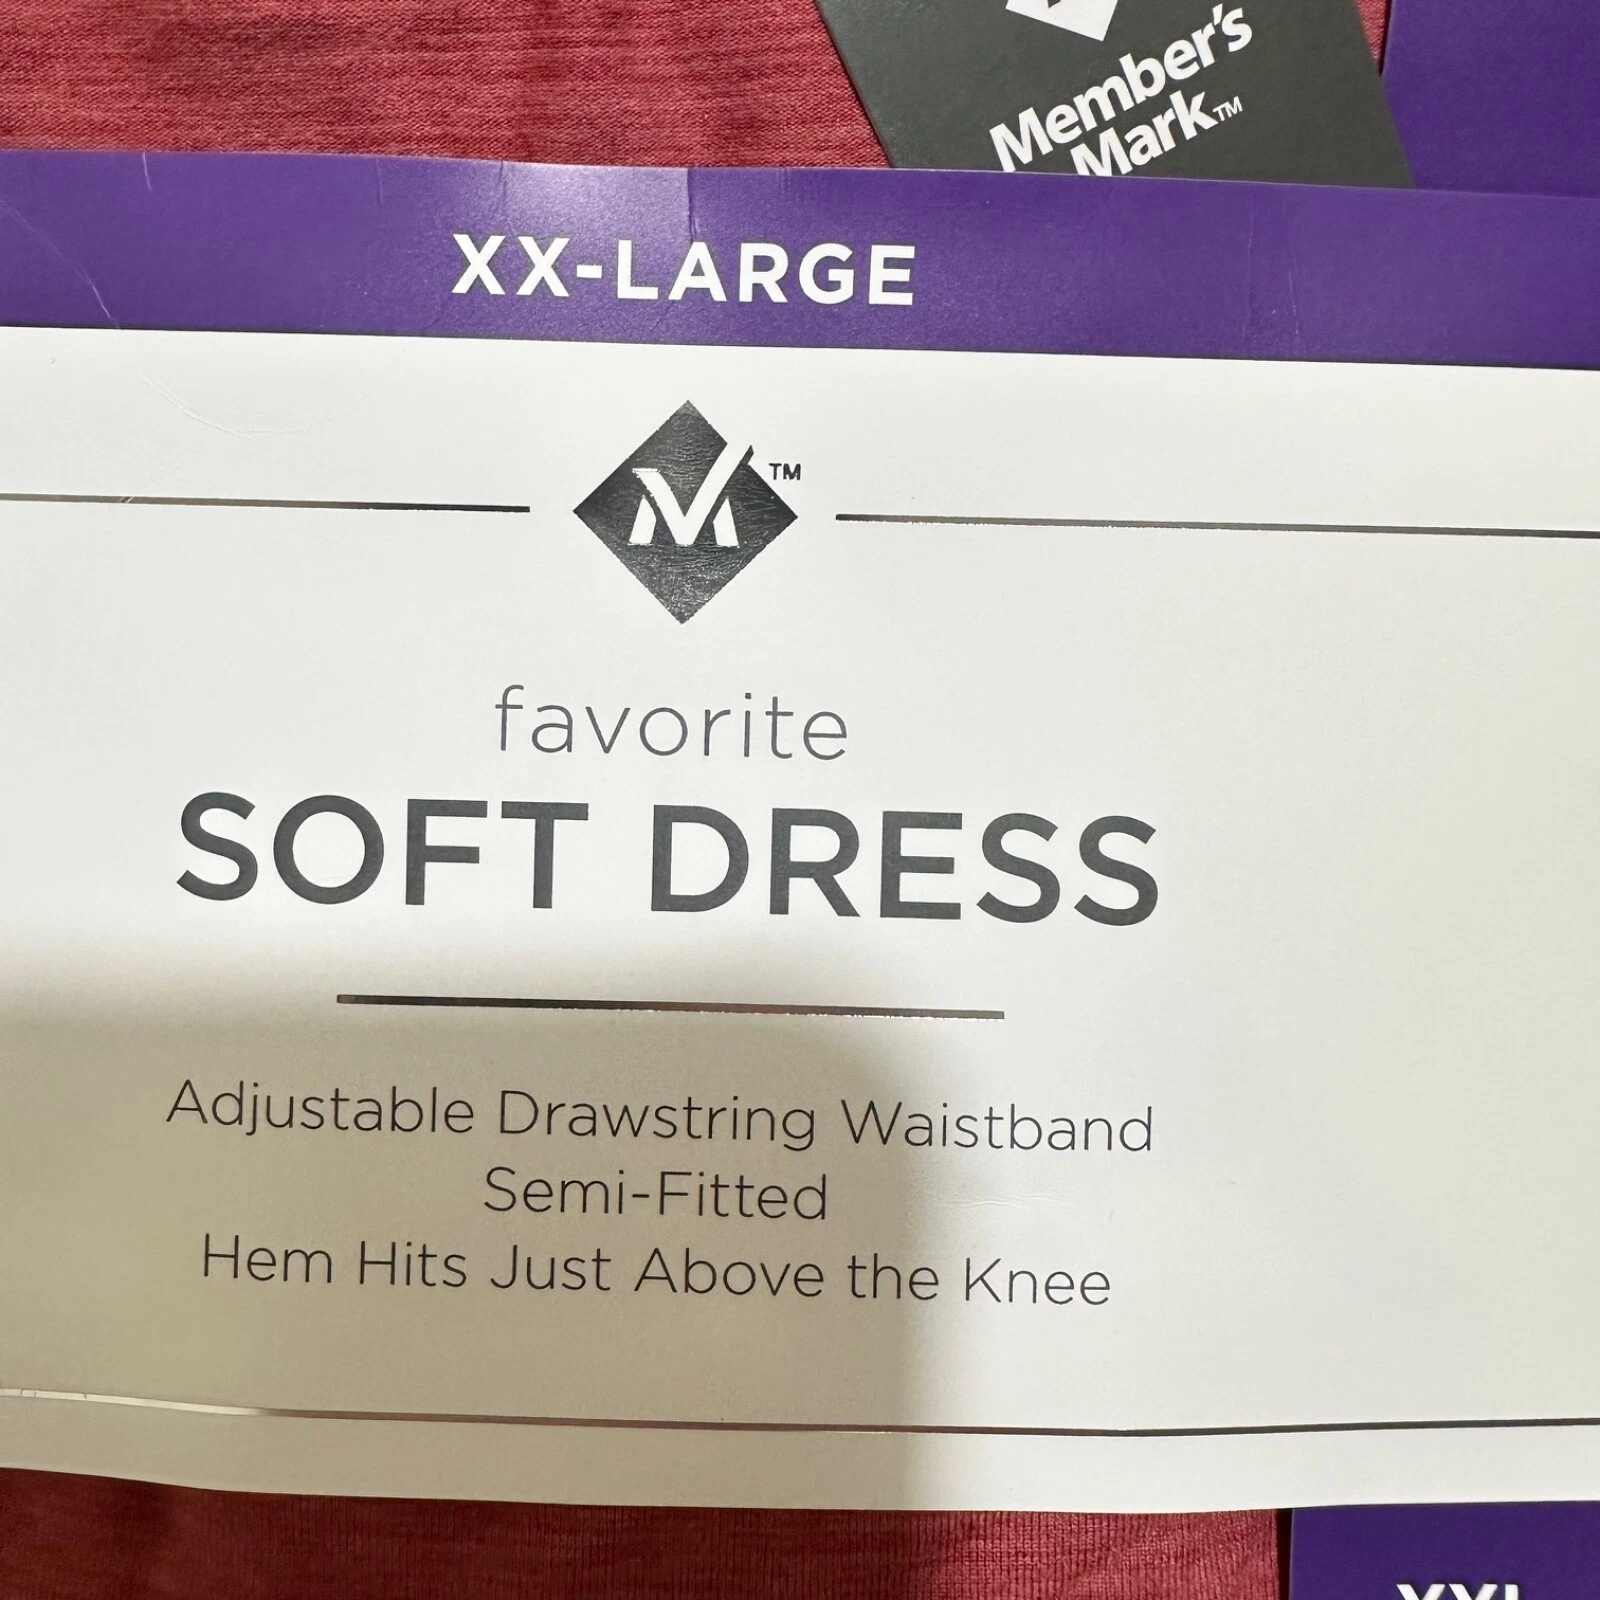 Member's
Mark™
XX-LARGE
™
favorite
SOFT DRESS
Adjustable Drawstring Waistband
Semi-Fitted
Hem Hits Just Above the Knee
XXL